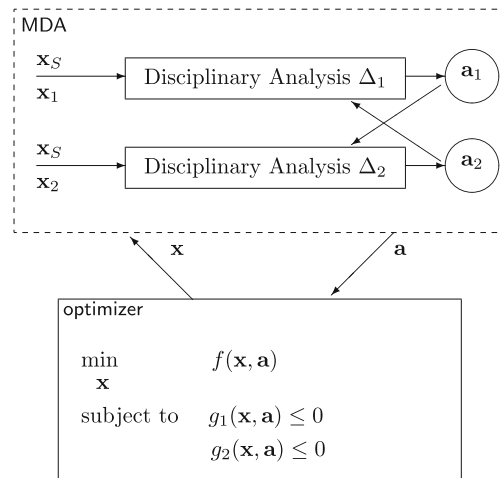 MDA
x_S
x_1
Disciplinary Analysis Δ_1
a_1
x_S
x_2
Disciplinary Analysis Δ_2
a_2
x
a
optimizer
min f(x, a)
x
subject to g_1(x, a) ≤ 0
g_2(x, a) ≤ 0